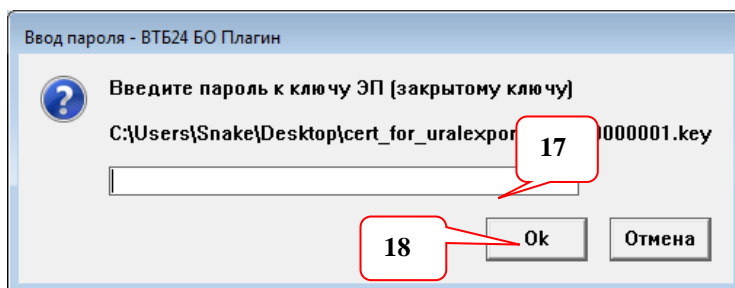 Ввод пароля - ВТБ24 БО Плагин
Введите пароль к ключу ЭП (закрытому ключу)
C:\Users\Snake\Desktop\cert_for_uralexpor 0000001.key
17
18
Ok
Отмена